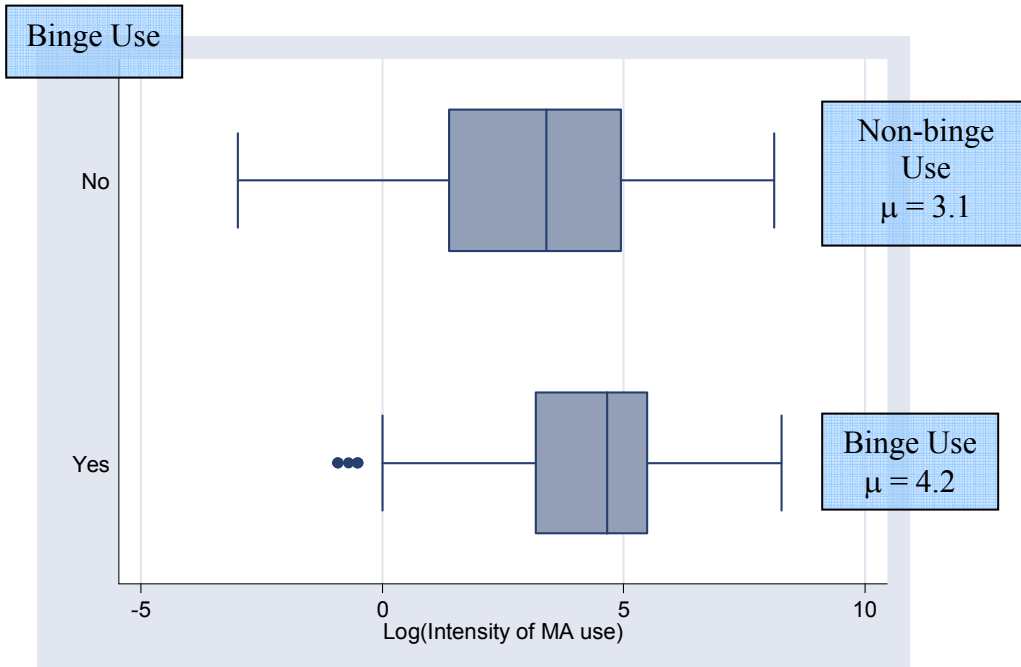 Binge Use
No
Non-binge
Use
μ = 3.1
Yes
Binge Use
μ = 4.2
-5 0 5 10
Log(Intensity of MA use)